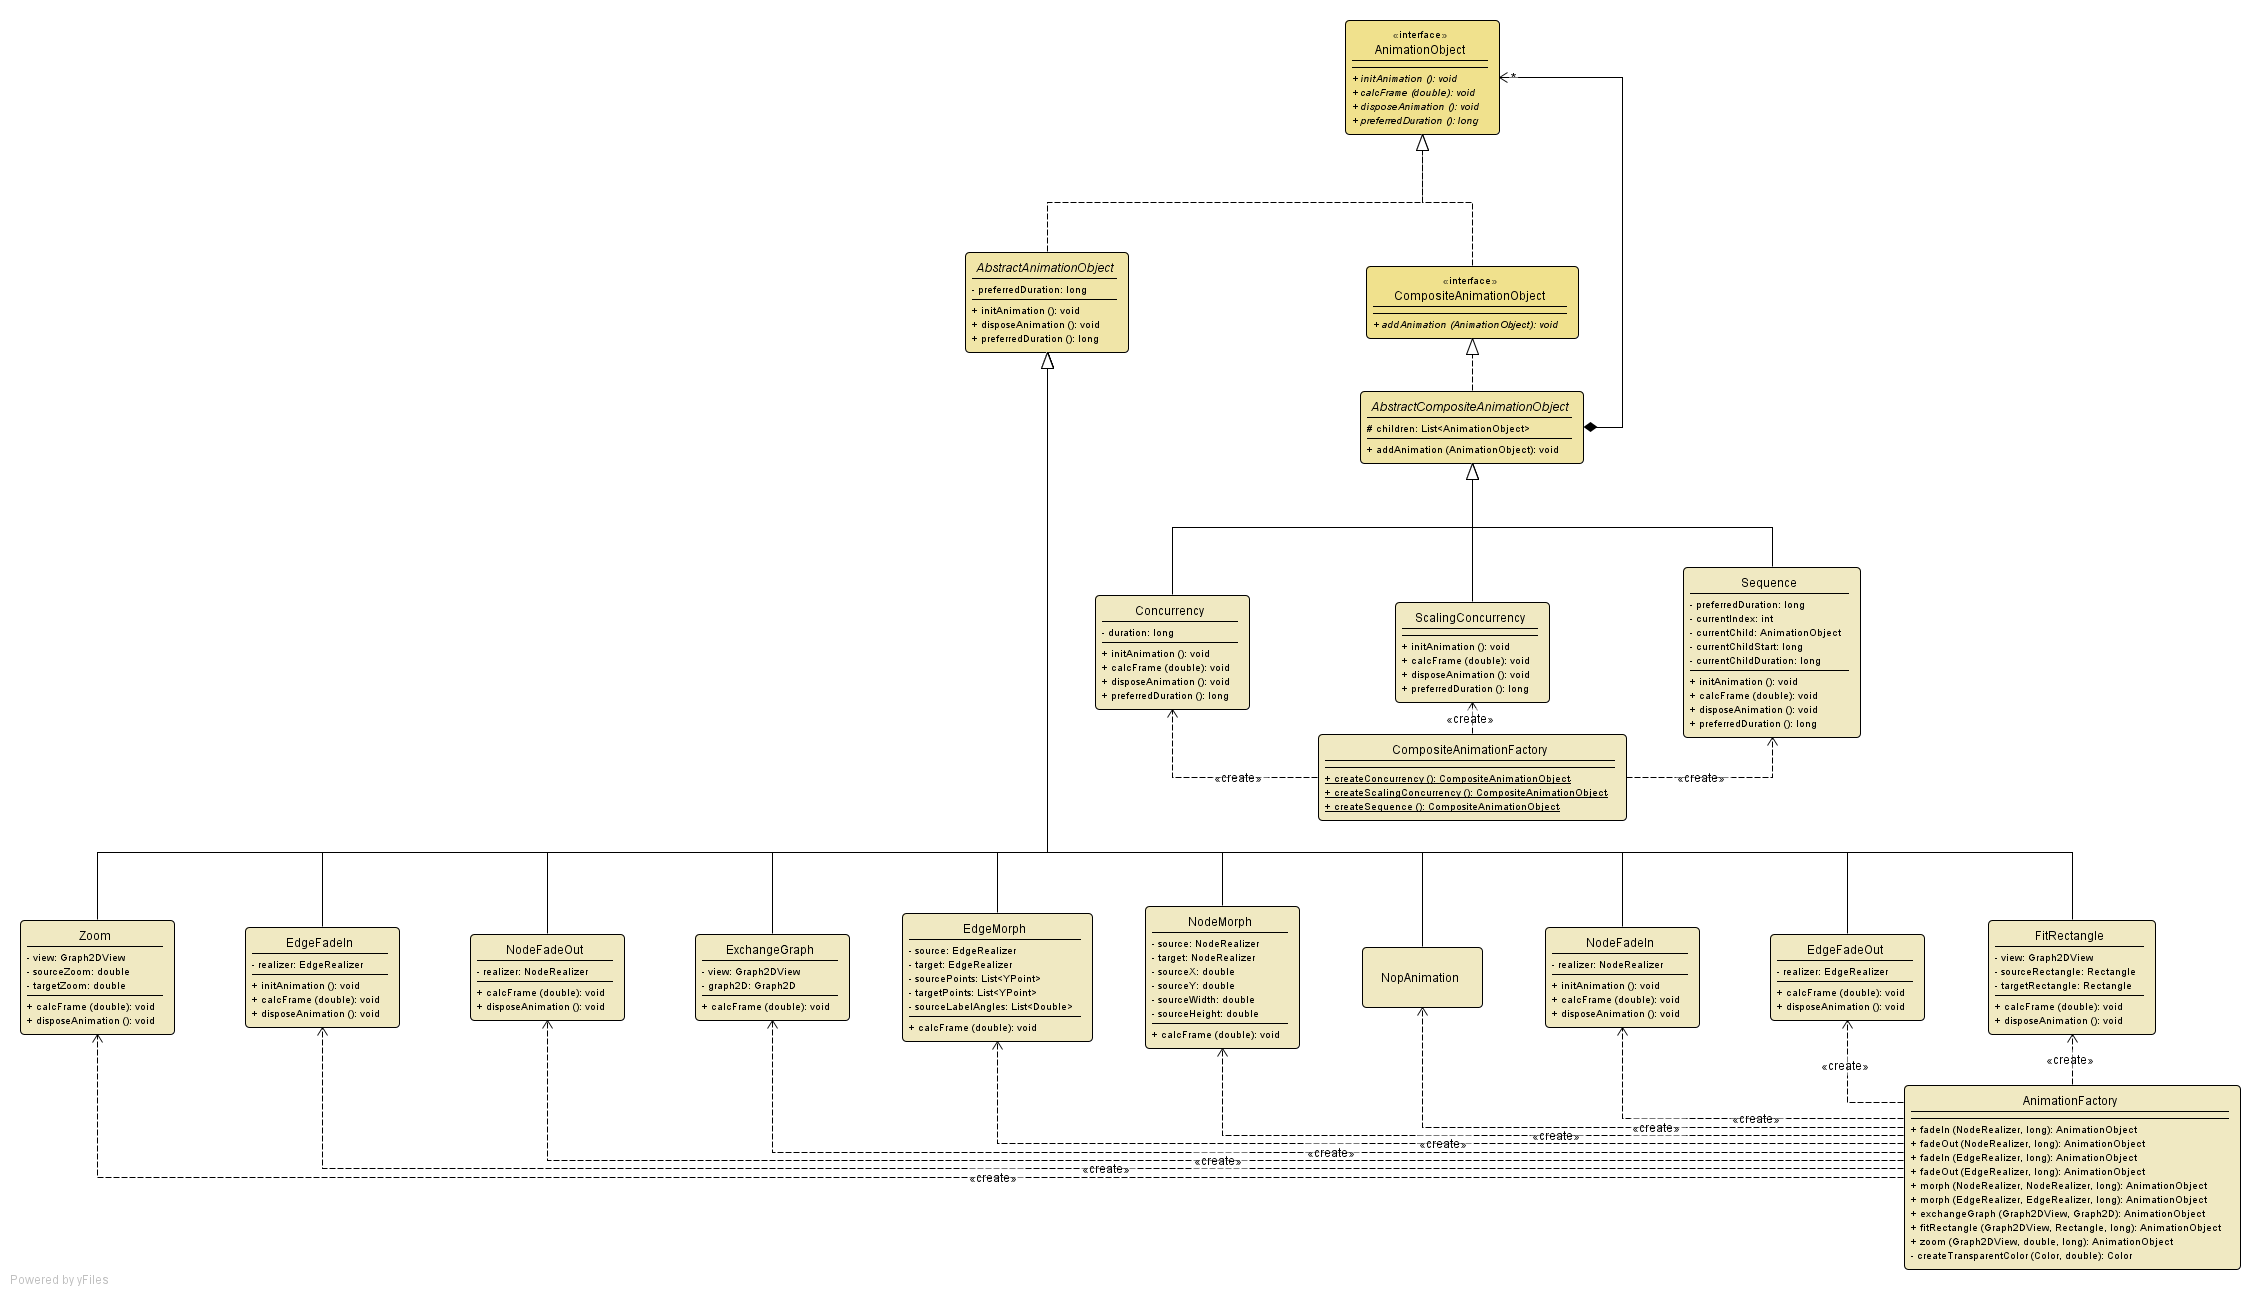 «interface»
AnimationObject
+ initAnimation (): void
+ calcFrame (double): void
+ disposeAnimation (): void
+ preferredDuration (): long
*
AbstractAnimationObject
- preferredDuration: long
+ initAnimation (): void
+ disposeAnimation (): void
+ preferredDuration (): long
«interface»
CompositeAnimationObject
+ addAnimation (AnimationObject): void
AbstractCompositeAnimationObject
# children: List<AnimationObject>
+ addAnimation (AnimationObject): void
Concurrency
- duration: long
+ initAnimation (): void
+ calcFrame (double): void
+ disposeAnimation (): void
+ preferredDuration (): long
ScalingConcurrency
+ initAnimation (): void
+ calcFrame (double): void
+ disposeAnimation (): void
+ preferredDuration (): long
Sequence
- preferredDuration: long
- currentIndex: int
- currentChild: AnimationObject
- currentChildStart: long
- currentChildDuration: long
+ initAnimation (): void
+ calcFrame (double): void
+ disposeAnimation (): void
+ preferredDuration (): long
«create»
«create»
«create»
CompositeAnimationFactory
+ createConcurrency (): CompositeAnimationObject
+ createScalingConcurrency (): CompositeAnimationObject
+ createSequence (): CompositeAnimationObject
Zoom
- view: Graph2DView
- sourceZoom: double
- targetZoom: double
+ calcFrame (double): void
+ disposeAnimation (): void
EdgeFadeIn
- realizer: EdgeRealizer
+ initAnimation (): void
+ calcFrame (double): void
+ disposeAnimation (): void
NodeFadeOut
- realizer: NodeRealizer
+ calcFrame (double): void
+ disposeAnimation (): void
ExchangeGraph
- view: Graph2DView
- graph2D: Graph2D
+ calcFrame (double): void
EdgeMorph
- source: EdgeRealizer
- target: EdgeRealizer
- sourcePoints: List<YPoint>
- targetPoints: List<YPoint>
- sourceLabelAngles: List<Double>
+ calcFrame (double): void
NodeMorph
- source: NodeRealizer
- target: NodeRealizer
- sourceX: double
- sourceY: double
- sourceWidth: double
- sourceHeight: double
+ calcFrame (double): void
NopAnimation
NodeFadeIn
- realizer: NodeRealizer
+ initAnimation (): void
+ calcFrame (double): void
+ disposeAnimation (): void
EdgeFadeOut
- realizer: EdgeRealizer
+ calcFrame (double): void
+ disposeAnimation (): void
FitRectangle
- view: Graph2DView
- sourceRectangle: Rectangle
- targetRectangle: Rectangle
+ calcFrame (double): void
+ disposeAnimation (): void
«create»
«create»
«create»
«create»
«create»
«create»
«create»
«create»
«create»
«create»
AnimationFactory
+ fadeIn (NodeRealizer, long): AnimationObject
+ fadeOut (NodeRealizer, long): AnimationObject
+ fadeIn (EdgeRealizer, long): AnimationObject
+ fadeOut (EdgeRealizer, long): AnimationObject
+ morph (NodeRealizer, NodeRealizer, long): AnimationObject
+ morph (EdgeRealizer, EdgeRealizer, long): AnimationObject
+ exchangeGraph (Graph2DView, Graph2D): AnimationObject
+ fitRectangle (Graph2DView, Rectangle, long): AnimationObject
+ zoom (Graph2DView, double, long): AnimationObject
- createTransparentColor (Color, double): Color
Powered by yFiles